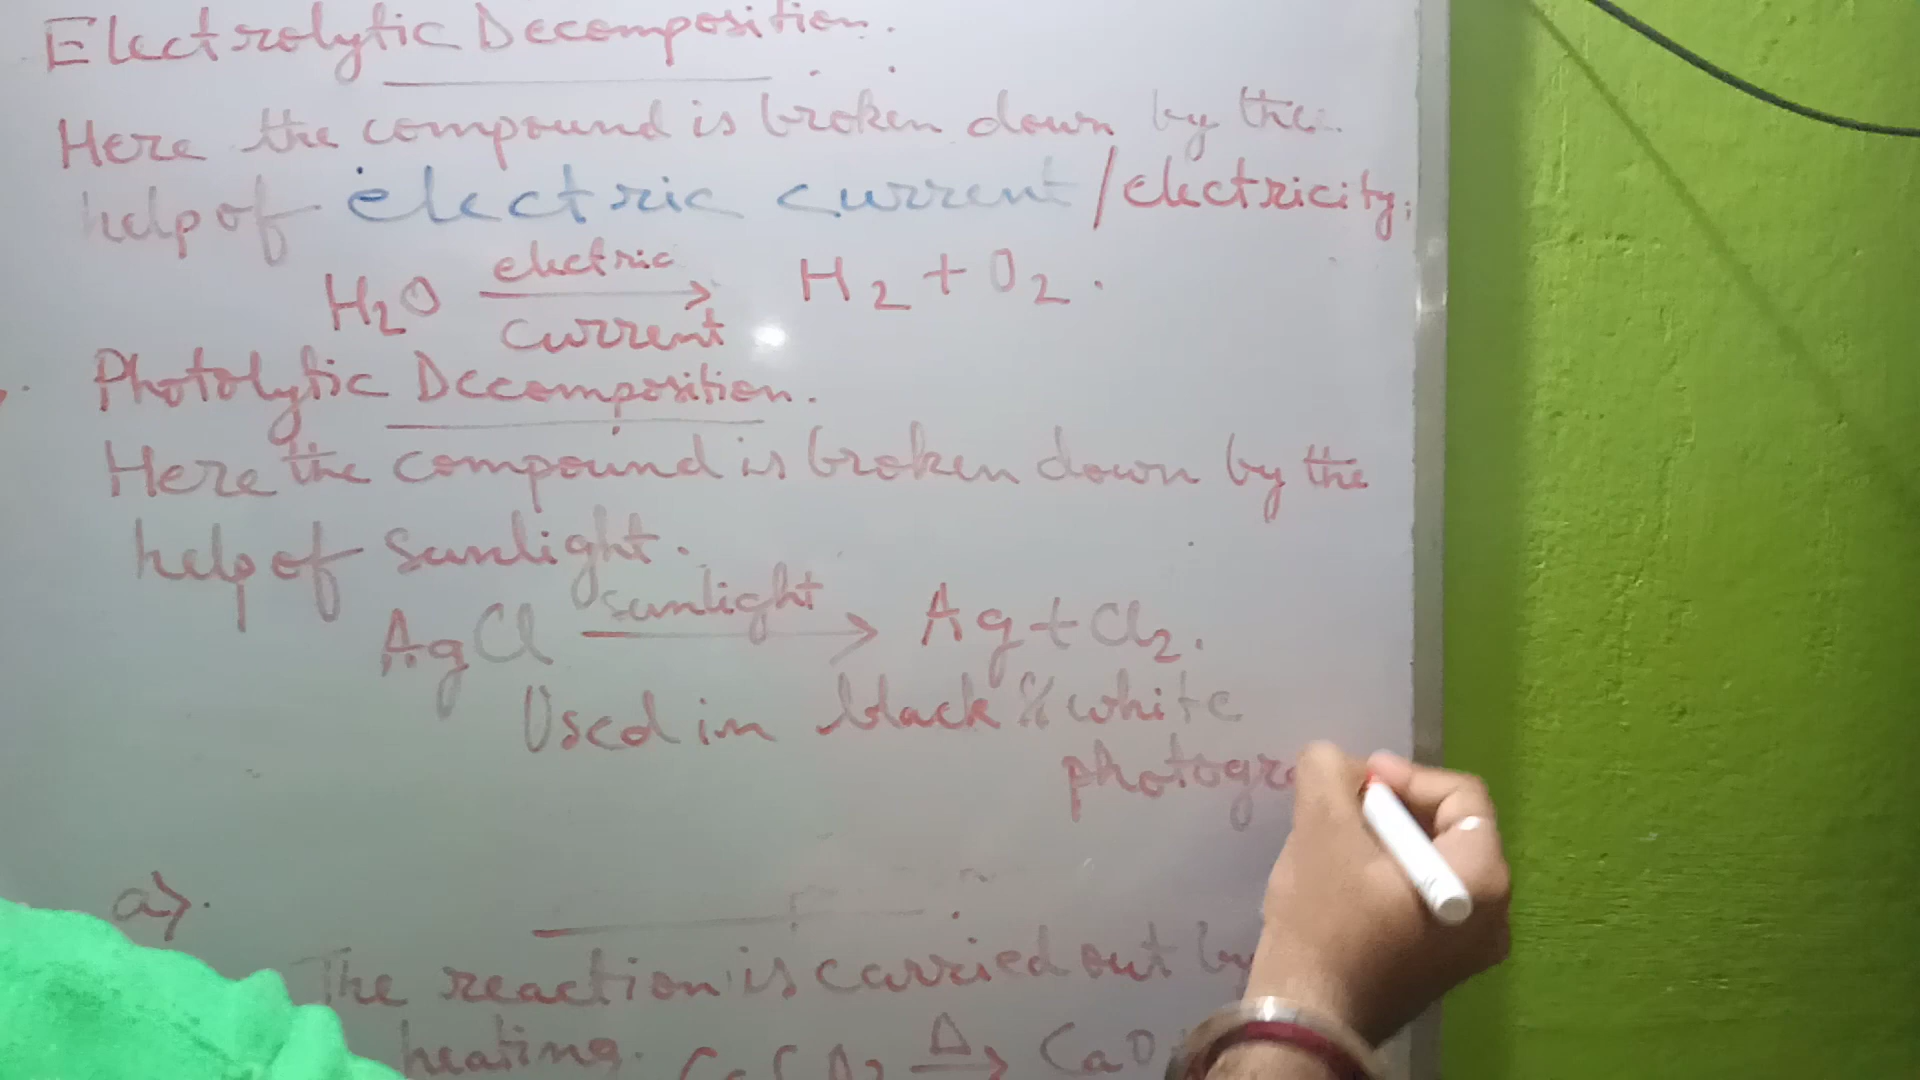 Electrolytic Decomposition.
Here the compound is broken down by the
help of electric current/electricity.
H₂O electric current → H₂ + O₂.
Photolytic Decomposition.
Here the compound is broken down by the
help of Sunlight.
AgCl sunlight → Ag + Cl₂.
Used in black & white
photogra
a).
The reaction is carried out by
heating. Δ → CaO